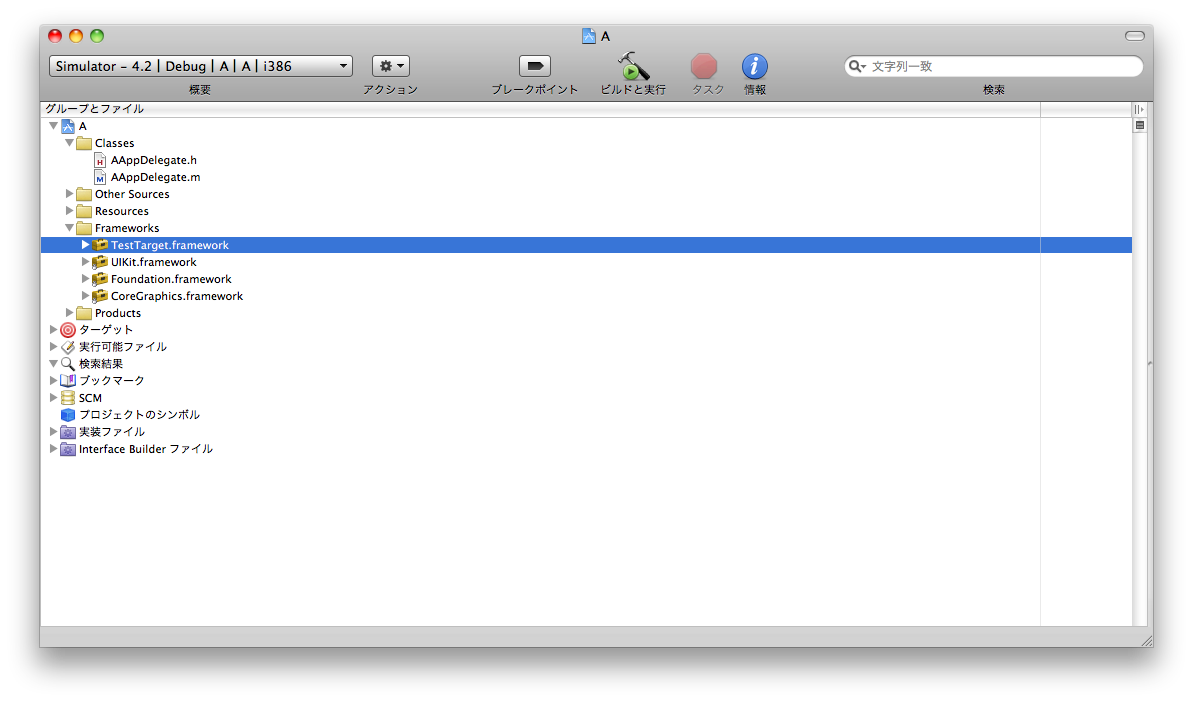 A
Simulator – 4.2 | Debug | A | A | i386
文字列一致
概要
アクション
ブレークポイント
ビルドと実行
タスク
情報
検索
グループとファイル
A
Classes
AAppDelegate.h
AAppDelegate.m
Other Sources
Resources
Frameworks
TestTarget.framework
UIKit.framework
Foundation.framework
CoreGraphics.framework
Products
ターゲット
実行可能ファイル
検索結果
ブックマーク
SCM
プロジェクトのシンボル
実装ファイル
Interface Builder ファイル